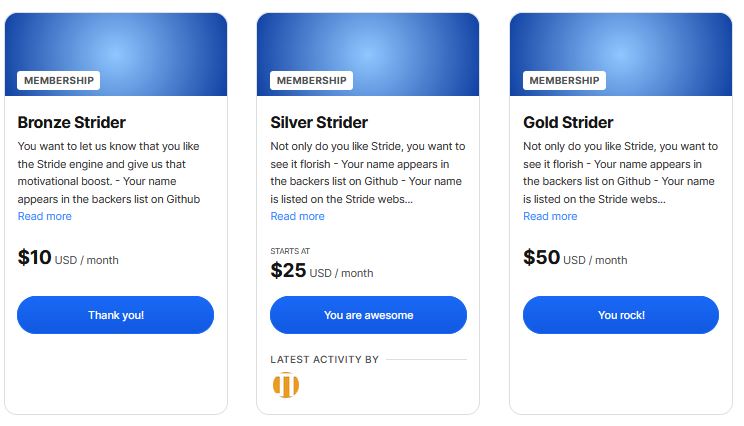 MEMBERSHIP
Bronze Strider
You want to let us know that you like
the Stride engine and give us that
motivational boost. - Your name
appears in the backers list on Github
Read more
$10 USD / month
Thank you!
MEMBERSHIP
Silver Strider
Not only do you like Stride, you want to
see it florish - Your name appears in
the backers list on Github - Your name
is listed on the Stride webs...
Read more
STARTS AT
$25 USD / month
You are awesome
LATEST ACTIVITY BY
MEMBERSHIP
Gold Strider
Not only do you like Stride, you want to
see it florish - Your name appears in
the backers list on Github - Your name
is listed on the Stride webs...
Read more
$50 USD / month
You rock!